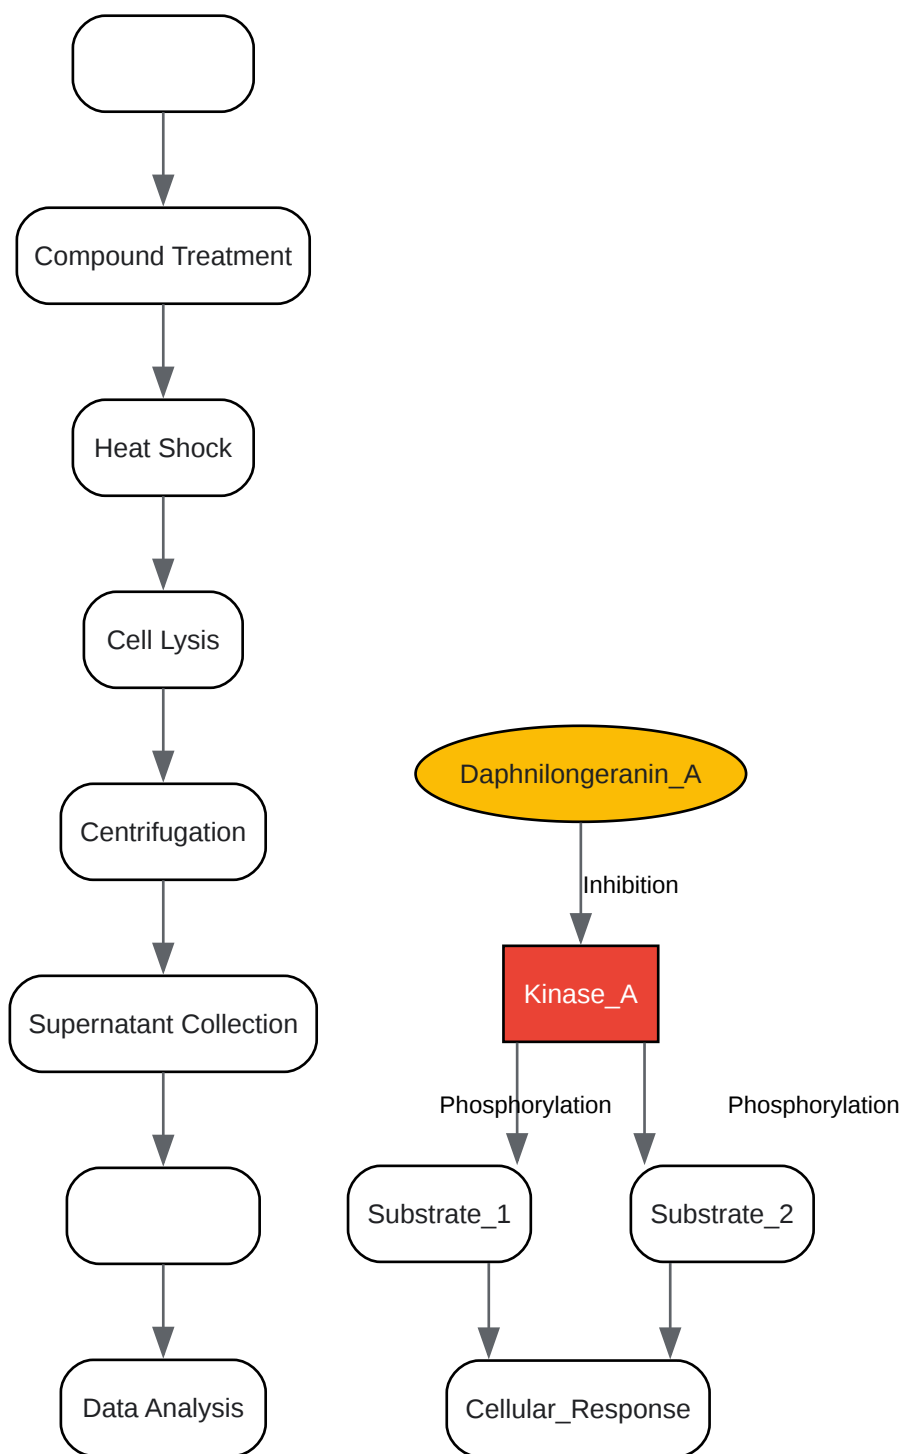 Compound Treatment
Heat Shock
Cell Lysis
Centrifugation
Supernatant Collection
Data Analysis
Daphnilongeranin_A
Inhibition
Kinase_A
Phosphorylation
Phosphorylation
Substrate_1
Substrate_2
Cellular_Response